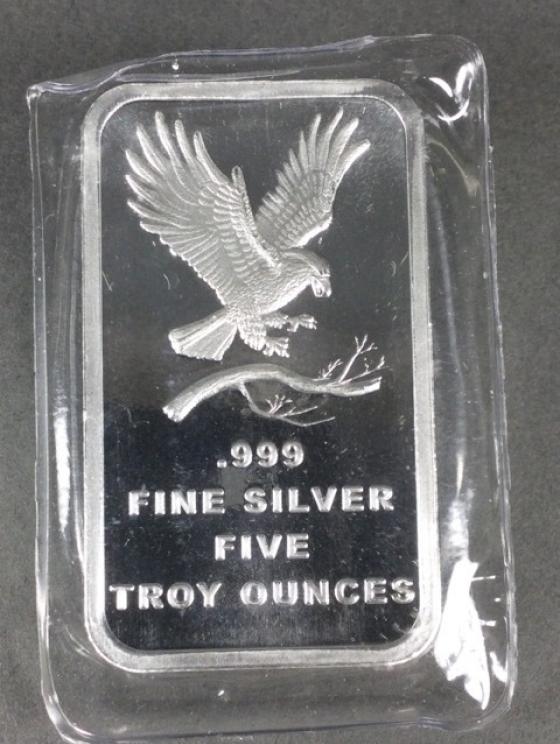 .999
FINE SILVER
FIVE
TROY OUNCES